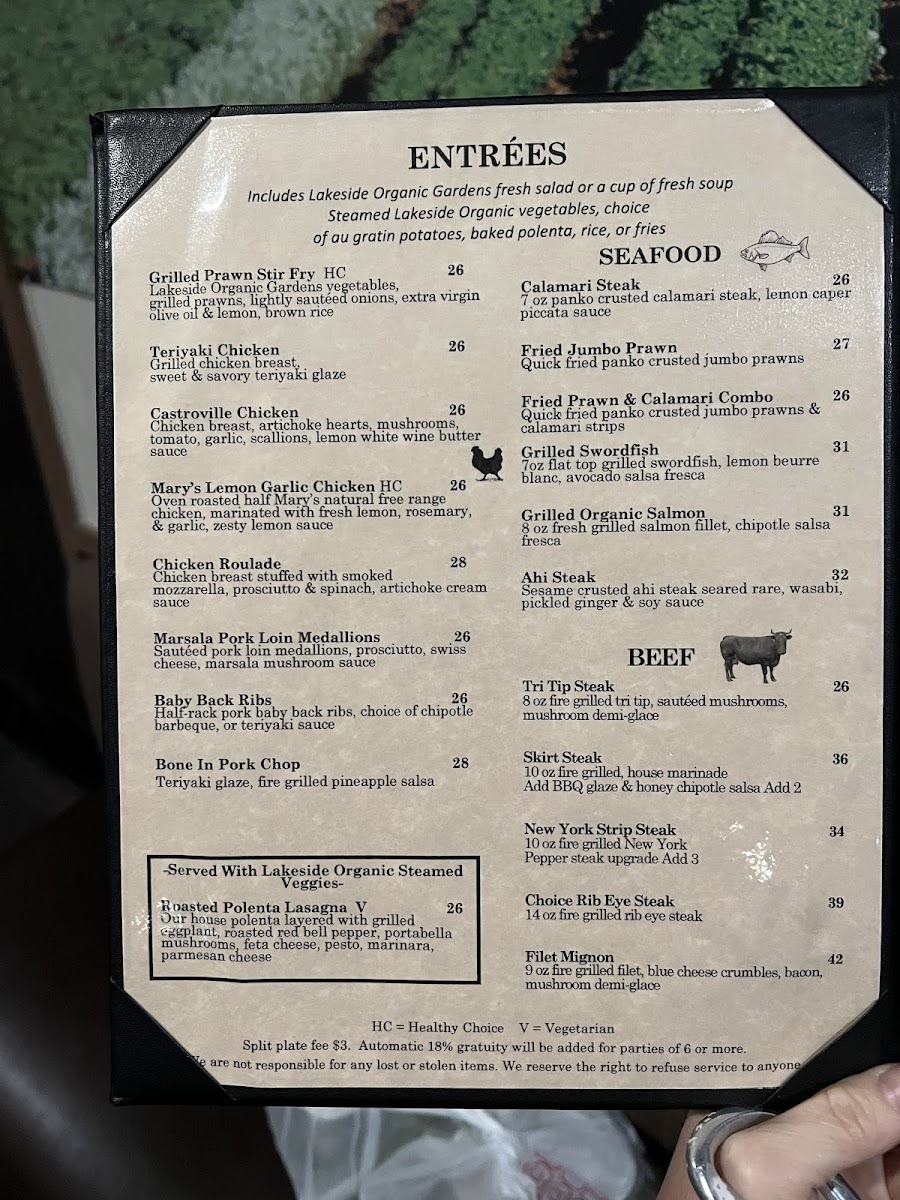 ENTRÉES
Includes Lakeside Organic Gardens fresh salad or a cup of fresh soup
Steamed Lakeside Organic vegetables, choice
of au gratin potatoes, baked polenta, rice, or fries
Grilled Prawn Stir Fry HC 26
Lakeside Organic Gardens vegetables,
grilled prawns, lightly sautéed onions, extra virgin
olive oil & lemon, brown rice
Teriyaki Chicken 26
Grilled chicken breast,
sweet & savory teriyaki glaze
Castroville Chicken 26
Chicken breast, artichoke hearts, mushrooms,
tomato, garlic, scallions, lemon white wine butter
sauce
Mary's Lemon Garlic Chicken HC 26
Oven roasted half Mary's natural free range
chicken, marinated with fresh lemon, rosemary,
& garlic, zesty lemon sauce
Chicken Roulade 28
Chicken breast stuffed with smoked
mozzarella, prosciutto & spinach, artichoke cream
sauce
Marsala Pork Loin Medallions 26
Sautéed pork loin medallions, prosciutto, swiss
cheese, marsala mushroom sauce
Baby Back Ribs 26
Half-rack pork baby back ribs, choice of chipotle
barbeque, or teriyaki sauce
Bone In Pork Chop 28
Teriyaki glaze, fire grilled pineapple salsa
-Served With Lakeside Organic Steamed
Veggies-
Roasted Polenta Lasagna V 26
Our house polenta layered with grilled
eggplant, roasted red bell pepper, portabella
mushrooms, feta cheese, pesto, marinara,
parmesan cheese
SEAFOOD
Calamari Steak 26
7 oz panko crusted calamari steak, lemon caper
piccata sauce
Fried Jumbo Prawn 27
Quick fried panko crusted jumbo prawns
Fried Prawn & Calamari Combo 26
Quick fried panko crusted jumbo prawns &
calamari strips
Grilled Swordfish 31
7oz flat top grilled swordfish, lemon beurre
blanc, avocado salsa fresca
Grilled Organic Salmon 31
8 oz fresh grilled salmon fillet, chipotle salsa
fresca
Ahi Steak 32
Sesame crusted ahi steak seared rare, wasabi,
pickled ginger & soy sauce
BEEF
Tri Tip Steak 26
8 oz fire grilled tri tip, sautéed mushrooms,
mushroom demi-glace
Skirt Steak 36
10 oz fire grilled, house marinade
Add BBQ glaze & honey chipotle salsa Add 2
New York Strip Steak 34
10 oz fire grilled New York
Pepper steak upgrade Add 3
Choice Rib Eye Steak 39
14 oz fire grilled rib eye steak
Filet Mignon 42
9 oz fire grilled filet, blue cheese crumbles, bacon,
mushroom demi-glace
HC = Healthy Choice V = Vegetarian
Split plate fee $3. Automatic 18% gratuity will be added for parties of 6 or more.
We are not responsible for any lost or stolen items. We reserve the right to refuse service to anyone